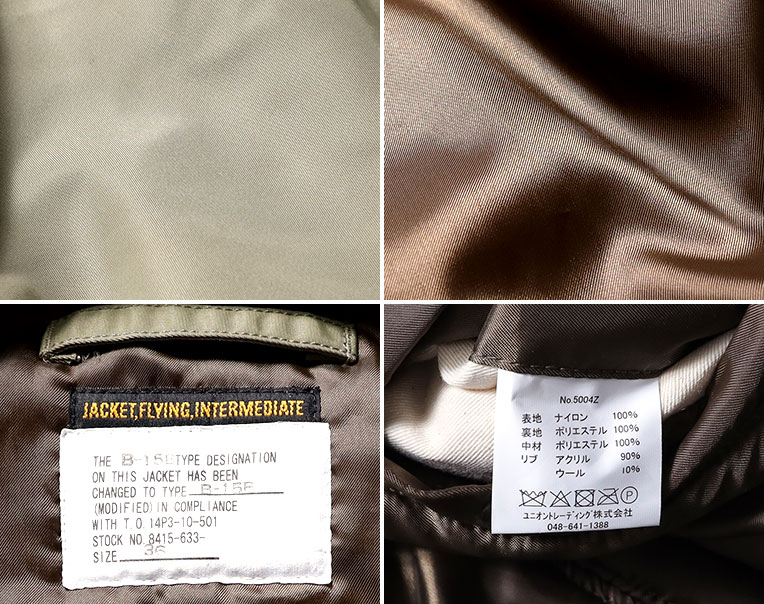 JACKET,FLYING,INTERMEDIATE
THE B-15 TYPE DESIGNATION
ON THIS JACKET HAS BEEN
CHANGED TO TYPE B-15F
(MODIFIED) IN COMPLIANCE
WITH T.O. 14P3-10-501
STOCK NO. 8415-633-
SIZE 36
No.5004Z
表地 ナイロン 100%
裏地 ポリエステル 100%
中材 ポリエステル 100%
リブ アクリル 90%
ウール 10%
ユニオントレーディング株式会社
048-641-1388